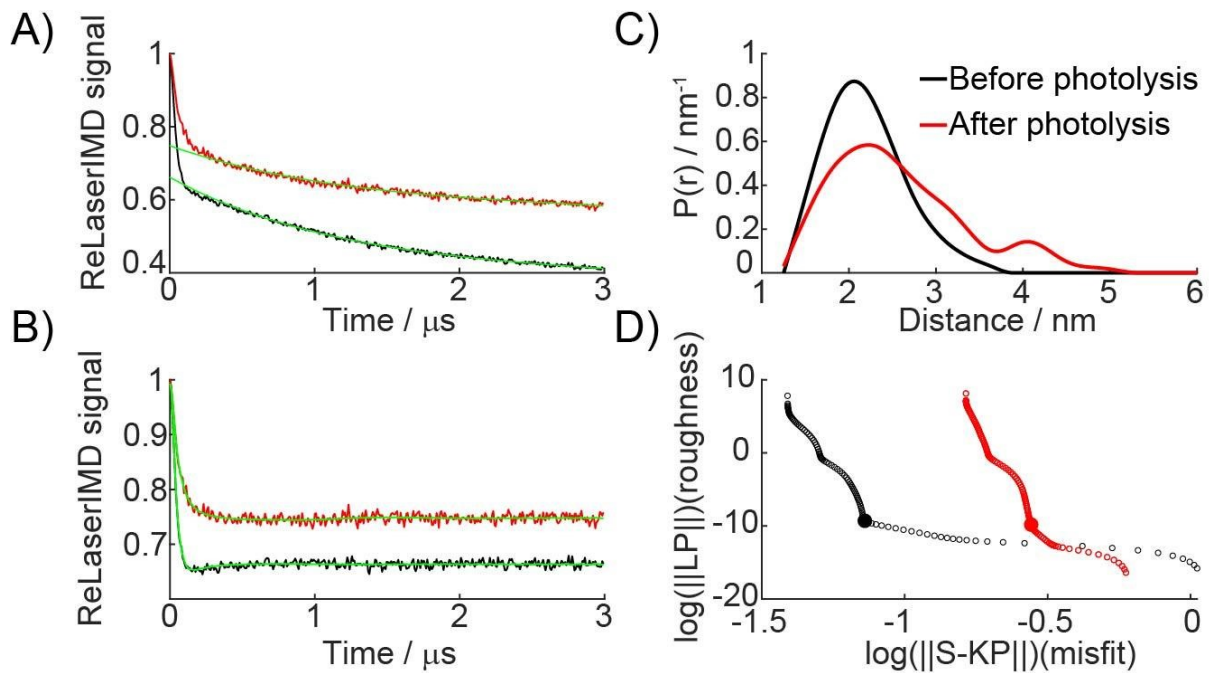 A)
ReLaserIMD signal
1
0.8
0.6
0.4
0 1 2 3
Time / μs
B)
ReLaserIMD signal
1
0.9
0.8
0.7
0 1 2 3
Time / μs
C)
P(r) / nm⁻¹
0.8
0.6
0.4
0.2
0
Before photolysis
After photolysis
1 2 3 4 5 6
Distance / nm
D)
log(||LP||)(roughness)
10
0
-10
-20
-1.5 -1 -0.5 0
log(||S-KP||)(misfit)